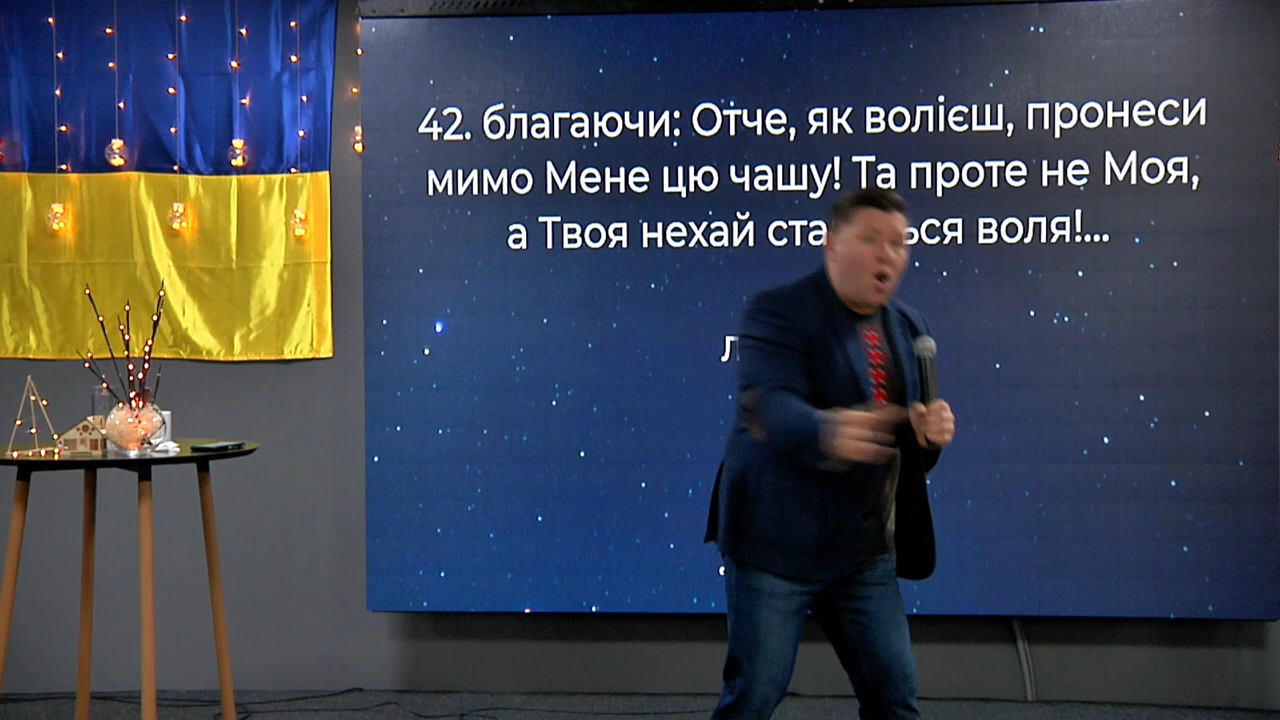 42. благаючи: Отче, як волієш, пронеси
мимо Мене цю чашу! Та проте не Моя,
а Твоя нехай воля!...